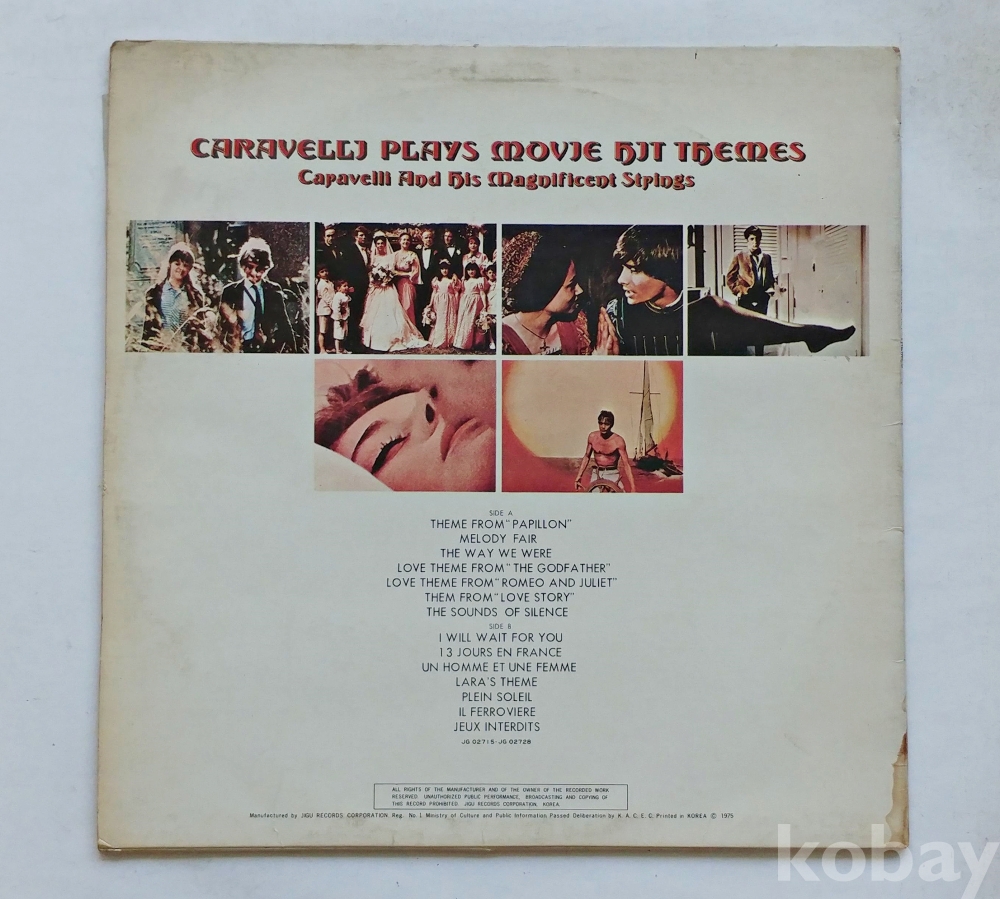 CARAVELLI PLAYS MOVIE HIT THEMES
Capavelli And His Magnificent Strings
SIDE A
THEME FROM "PAPILLON"
MELODY FAIR
THE WAY WE WERE
LOVE THEME FROM "THE GODFATHER"
LOVE THEME FROM "ROMEO AND JULIET"
THEM FROM "LOVE STORY"
THE SOUNDS OF SILENCE
SIDE B
I WILL WAIT FOR YOU
13 JOURS EN FRANCE
UN HOMME ET UNE FEMME
LARA'S THEME
PLEIN SOLEIL
IL FERROVIERE
JEUX INTERDITS
JG 02715-JG 02728
ALL RIGHTS OF THE MANUFACTURER AND OF THE OWNER OF THE RECORDED WORK
RESERVED. UNAUTHORIZED PUBLIC PERFORMANCE, BROADCASTING AND COPYING OF
THIS RECORD PROHIBITED. JIGU RECORDS CORPORATION, KOREA.
Manufactured by JIGU RECORDS CORPORATION, Reg. No. 1, Ministry of Culture and Public Information Passed Deliberation by K. A. C. E. C, Printed in KOREA © 1975
kobay